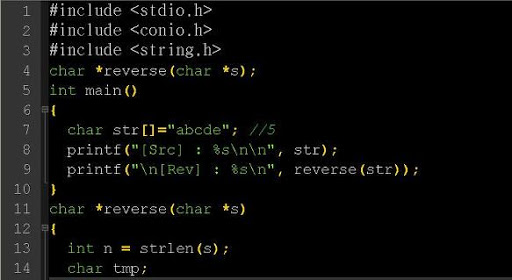 1 #include <stdio.h>
2 #include <conio.h>
3 #include <string.h>
4 char *reverse(char *s);
5 int main()
6 {
7 char str[]="abcde"; //5
8 printf("[Src] : %s\n\n", str);
9 printf("\n[Rev] : %s\n", reverse(str));
10 }
11 char *reverse(char *s)
12 {
13 int n = strlen(s);
14 char tmp;